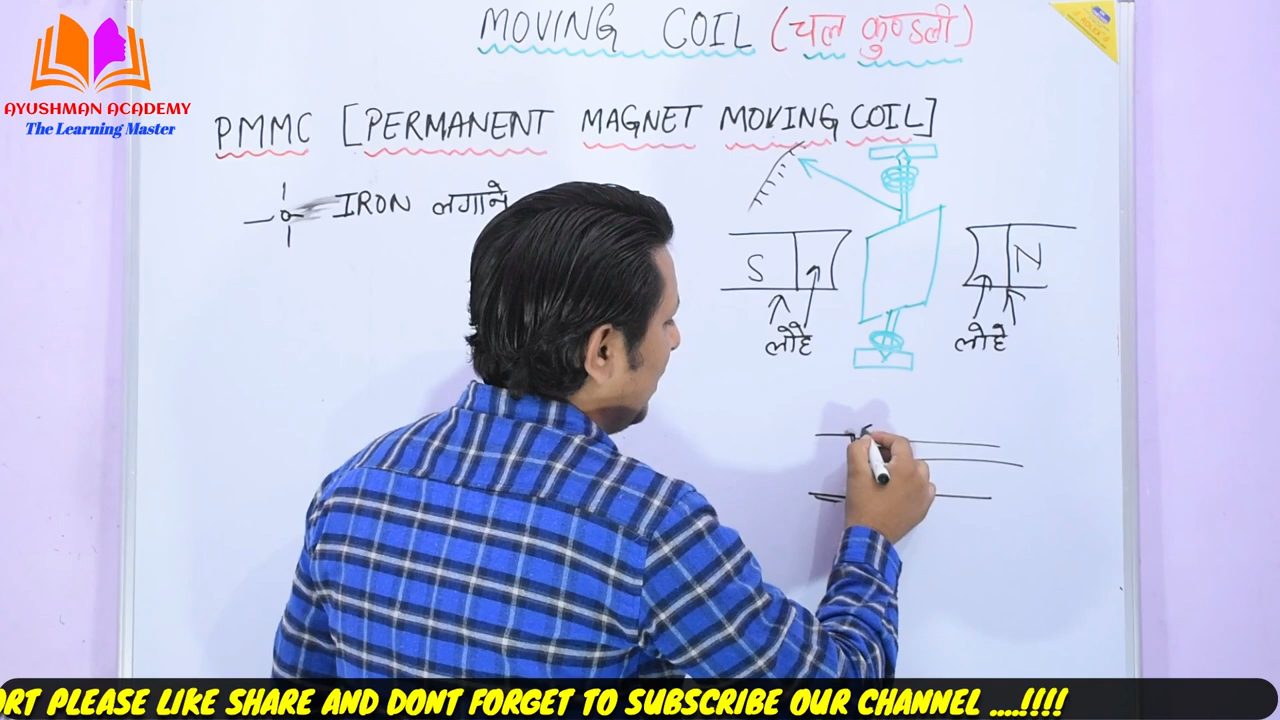 MOVING COIL (चल कुण्डली)
AYUSHMAN ACADEMY
The Learning Master
PMMC [PERMANENT MAGNET MOVING COIL]
IRON लगाने
S
N
लोहे
लोहे
ORT PLEASE LIKE SHARE AND DONT FORGET TO SUBSCRIBE OUR CHANNEL ....!!!!